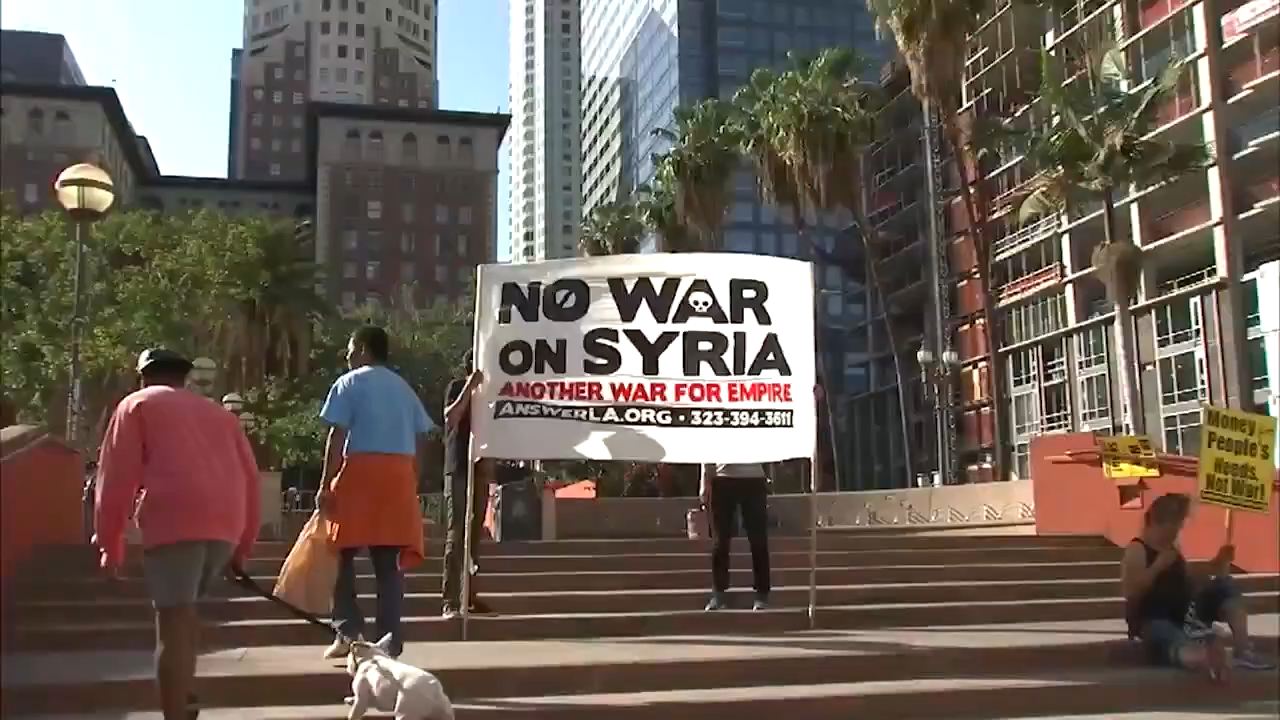 NO WAR
ON SYRIA
ANOTHER WAR FOR EMPIRE
ANSWERLA.ORG • 323-394-3611
Money
People's
Needs,
Not War!